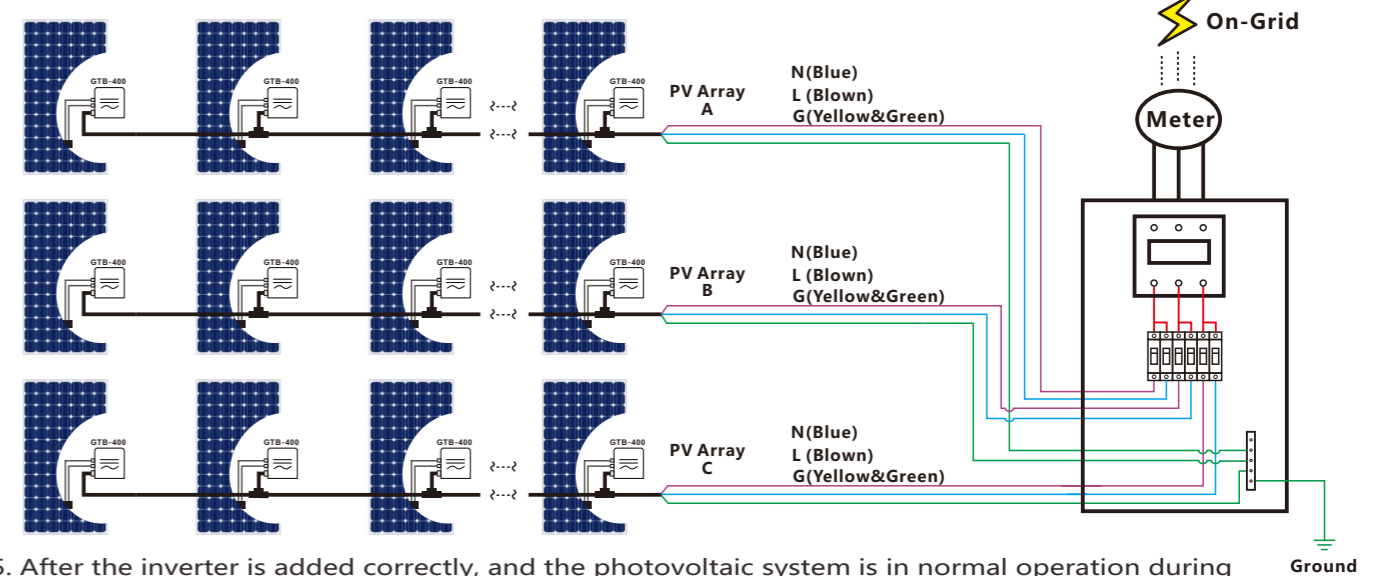 On-Grid
GTB-400 GTB-400 GTB-400 GTB-400
PV Array
A
N(Blue)
L (Blown)
G(Yellow&Green)
Meter
GTB-400 GTB-400 GTB-400 GTB-400
PV Array
B
N(Blue)
L (Blown)
G(Yellow&Green)
GTB-400 GTB-400 GTB-400 GTB-400
PV Array
C
N(Blue)
L (Blown)
G(Yellow&Green)
Ground
5. After the inverter is added correctly, and the photovoltaic system is in normal operation during